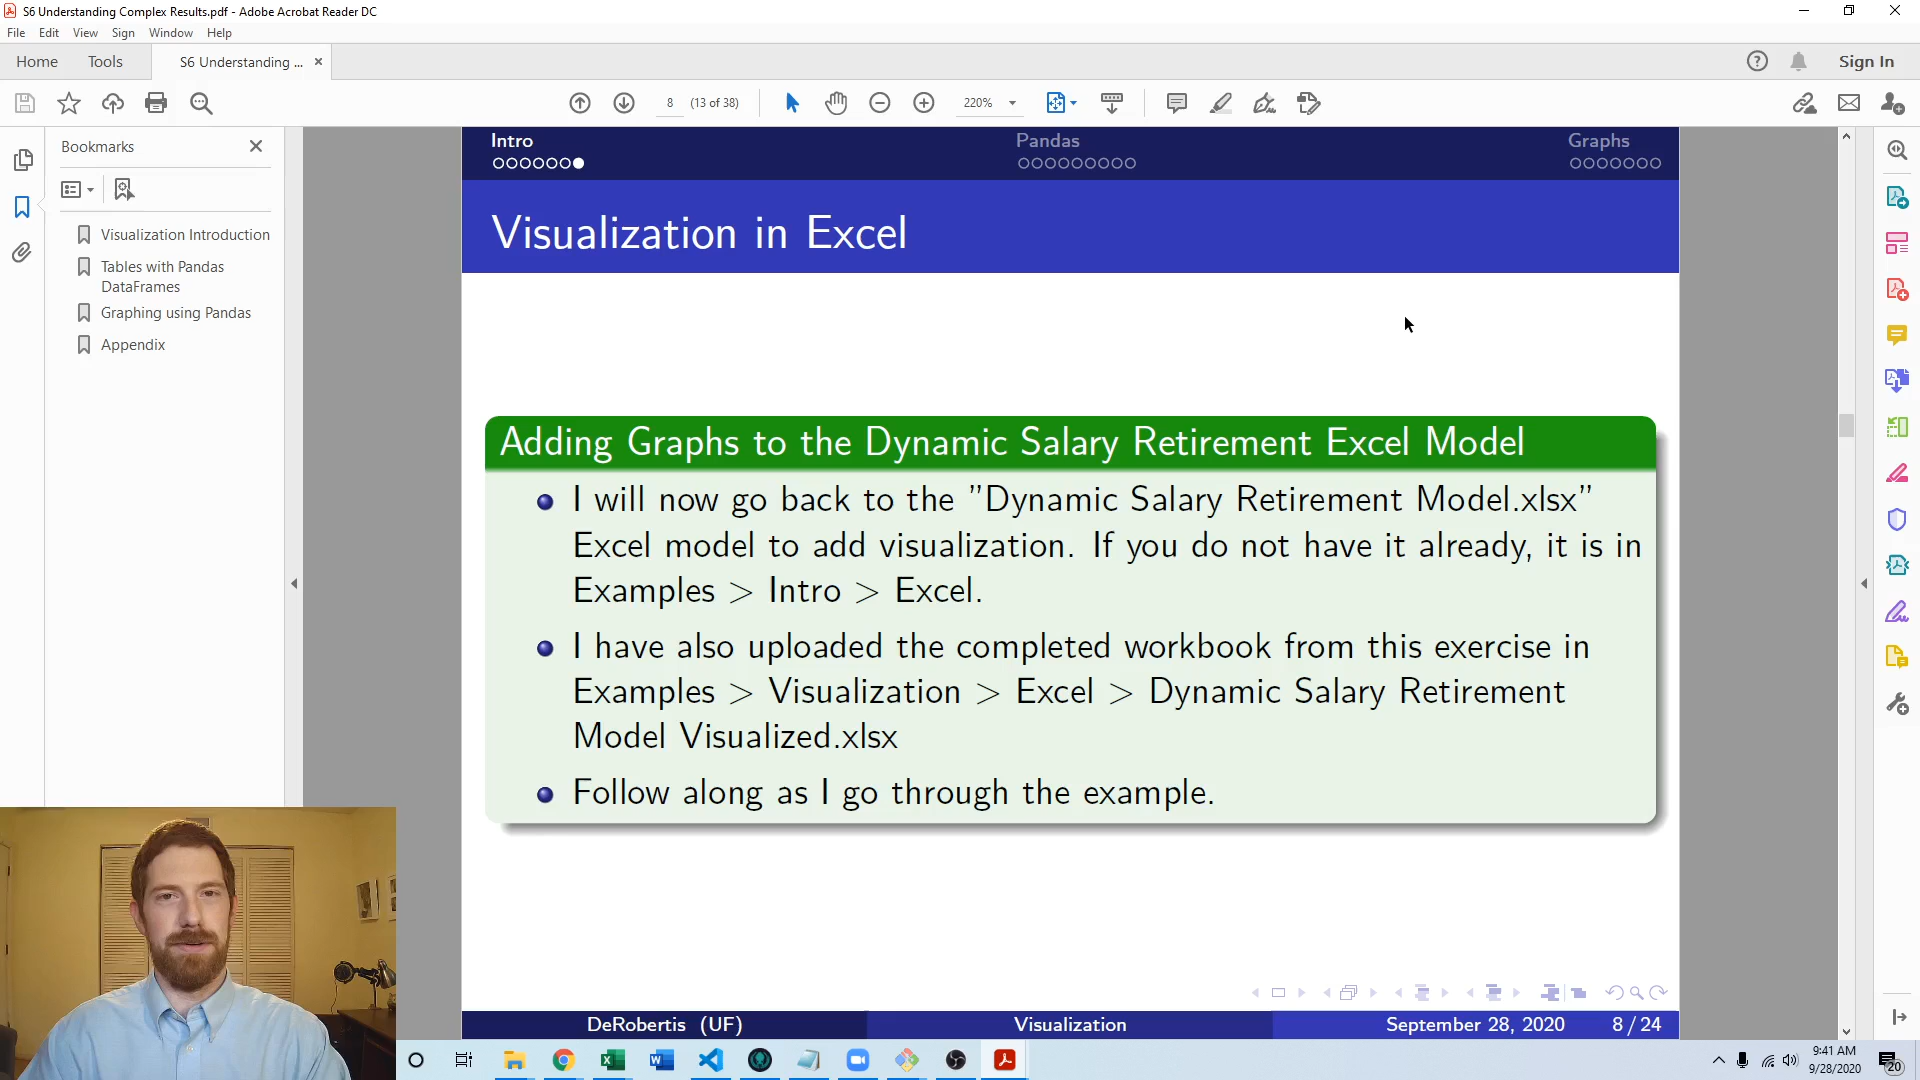 S6 Understanding Complex Results.pdf - Adobe Acrobat Reader DC
File Edit View Sign Window Help
Home Tools S6 Understanding ... Sign In
8 (13 of 38) 220%
Bookmarks
Visualization Introduction
Tables with Pandas
DataFrames
Graphing using Pandas
Appendix
Intro Pandas Graphs
Visualization in Excel
Adding Graphs to the Dynamic Salary Retirement Excel Model
I will now go back to the ”Dynamic Salary Retirement Model.xlsx”
Excel model to add visualization. If you do not have it already, it is in
Examples > Intro > Excel.
I have also uploaded the completed workbook from this exercise in
Examples > Visualization > Excel > Dynamic Salary Retirement
Model Visualized.xlsx
Follow along as I go through the example.
DeRobertis (UF) Visualization September 28, 2020 8 / 24
9:41 AM
9/28/2020
20